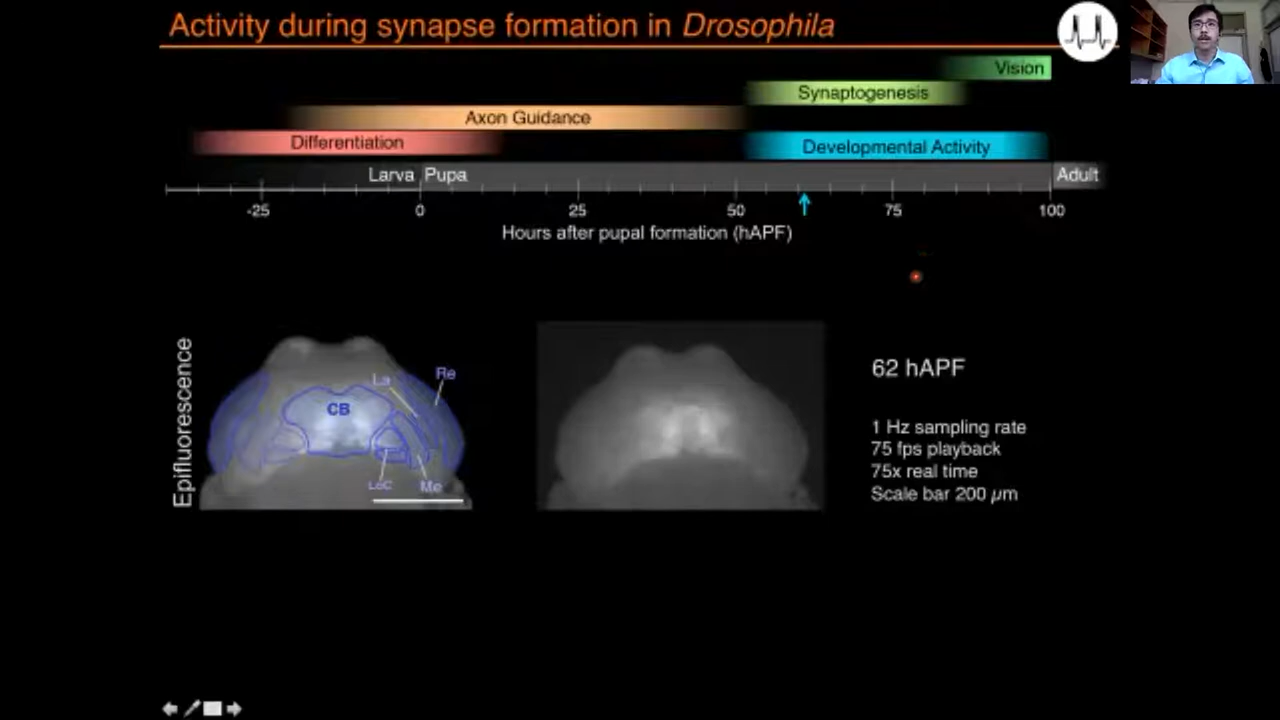 Activity during synapse formation in Drosophila
Vision
Synaptogenesis
Axon Guidance
Differentiation
Developmental Activity
Larva Pupa Adult
-25 0 25 50 75 100
Hours after pupal formation (hAPF)
Epifluorescence
La
Re
CB
LoC
Me
62 hAPF
1 Hz sampling rate
75 fps playback
75x real time
Scale bar 200 µm